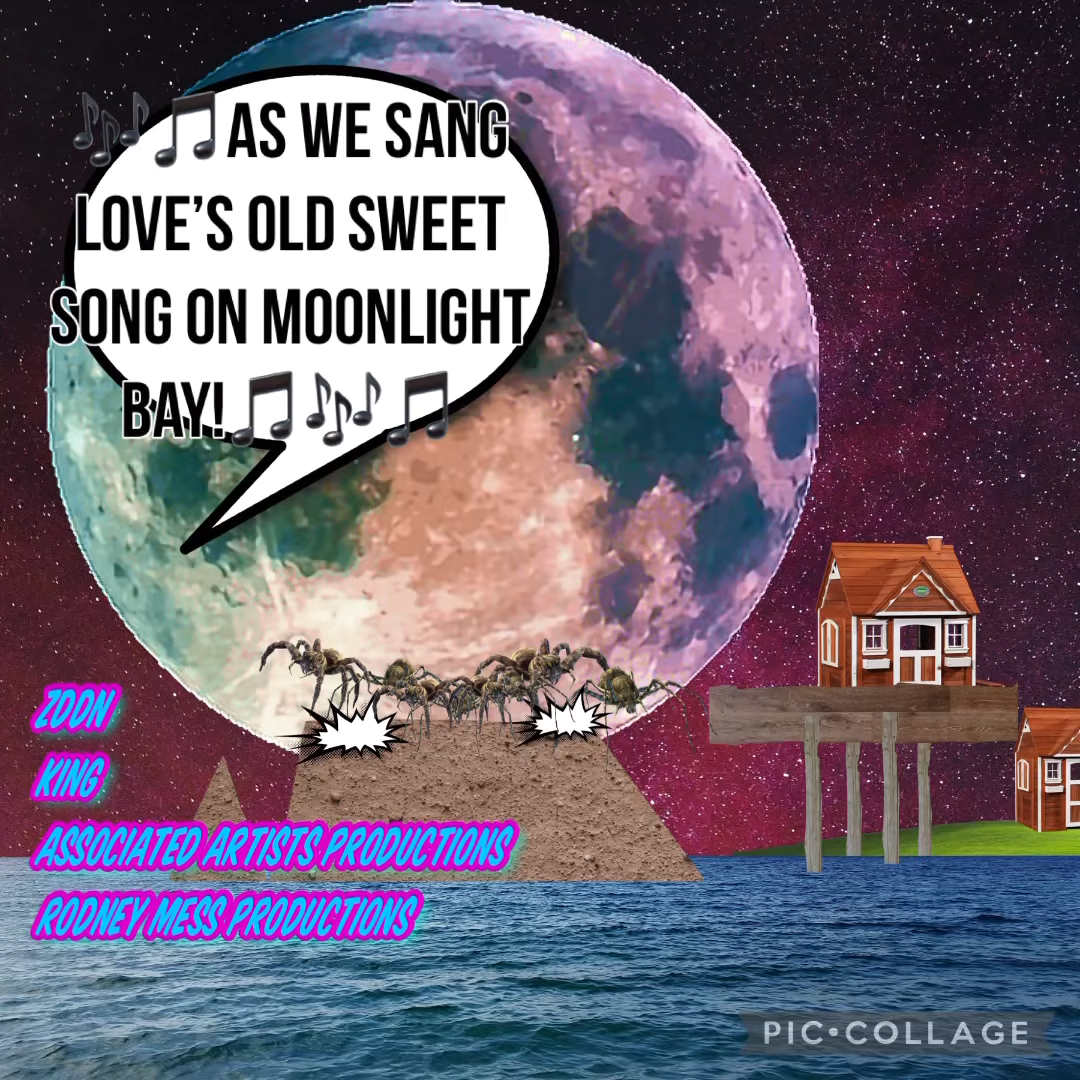 🎶 🎵AS WE SANG
LOVE’S OLD SWEET
SONG ON MOONLIGHT
BAY!🎵 🎶 🎵
ZDDN
KING
ASSOCIATED ARTISTS PRODUCTIONS
RODNEY MESS PRODUCTIONS
PIC•COLLAGE